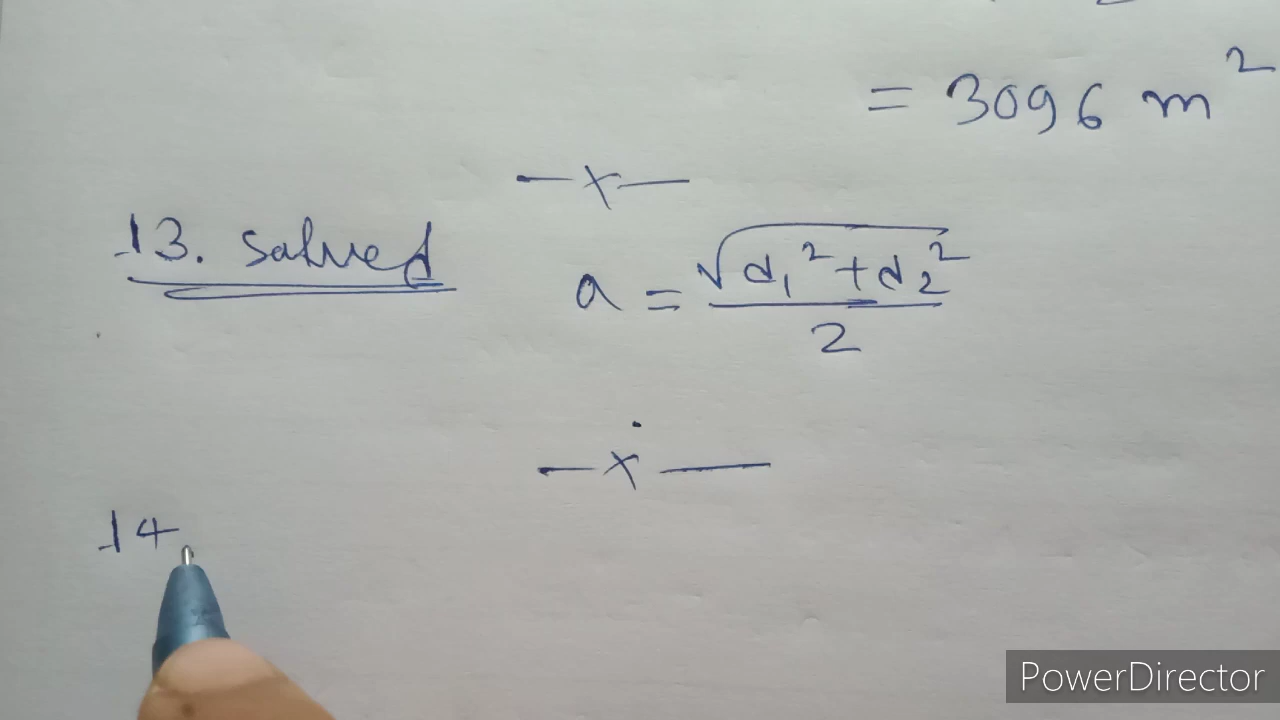 = 3096 m²
—x—
13. Solved a = √(d₁² + d₂²) / 2
—x—
14.
PowerDirector